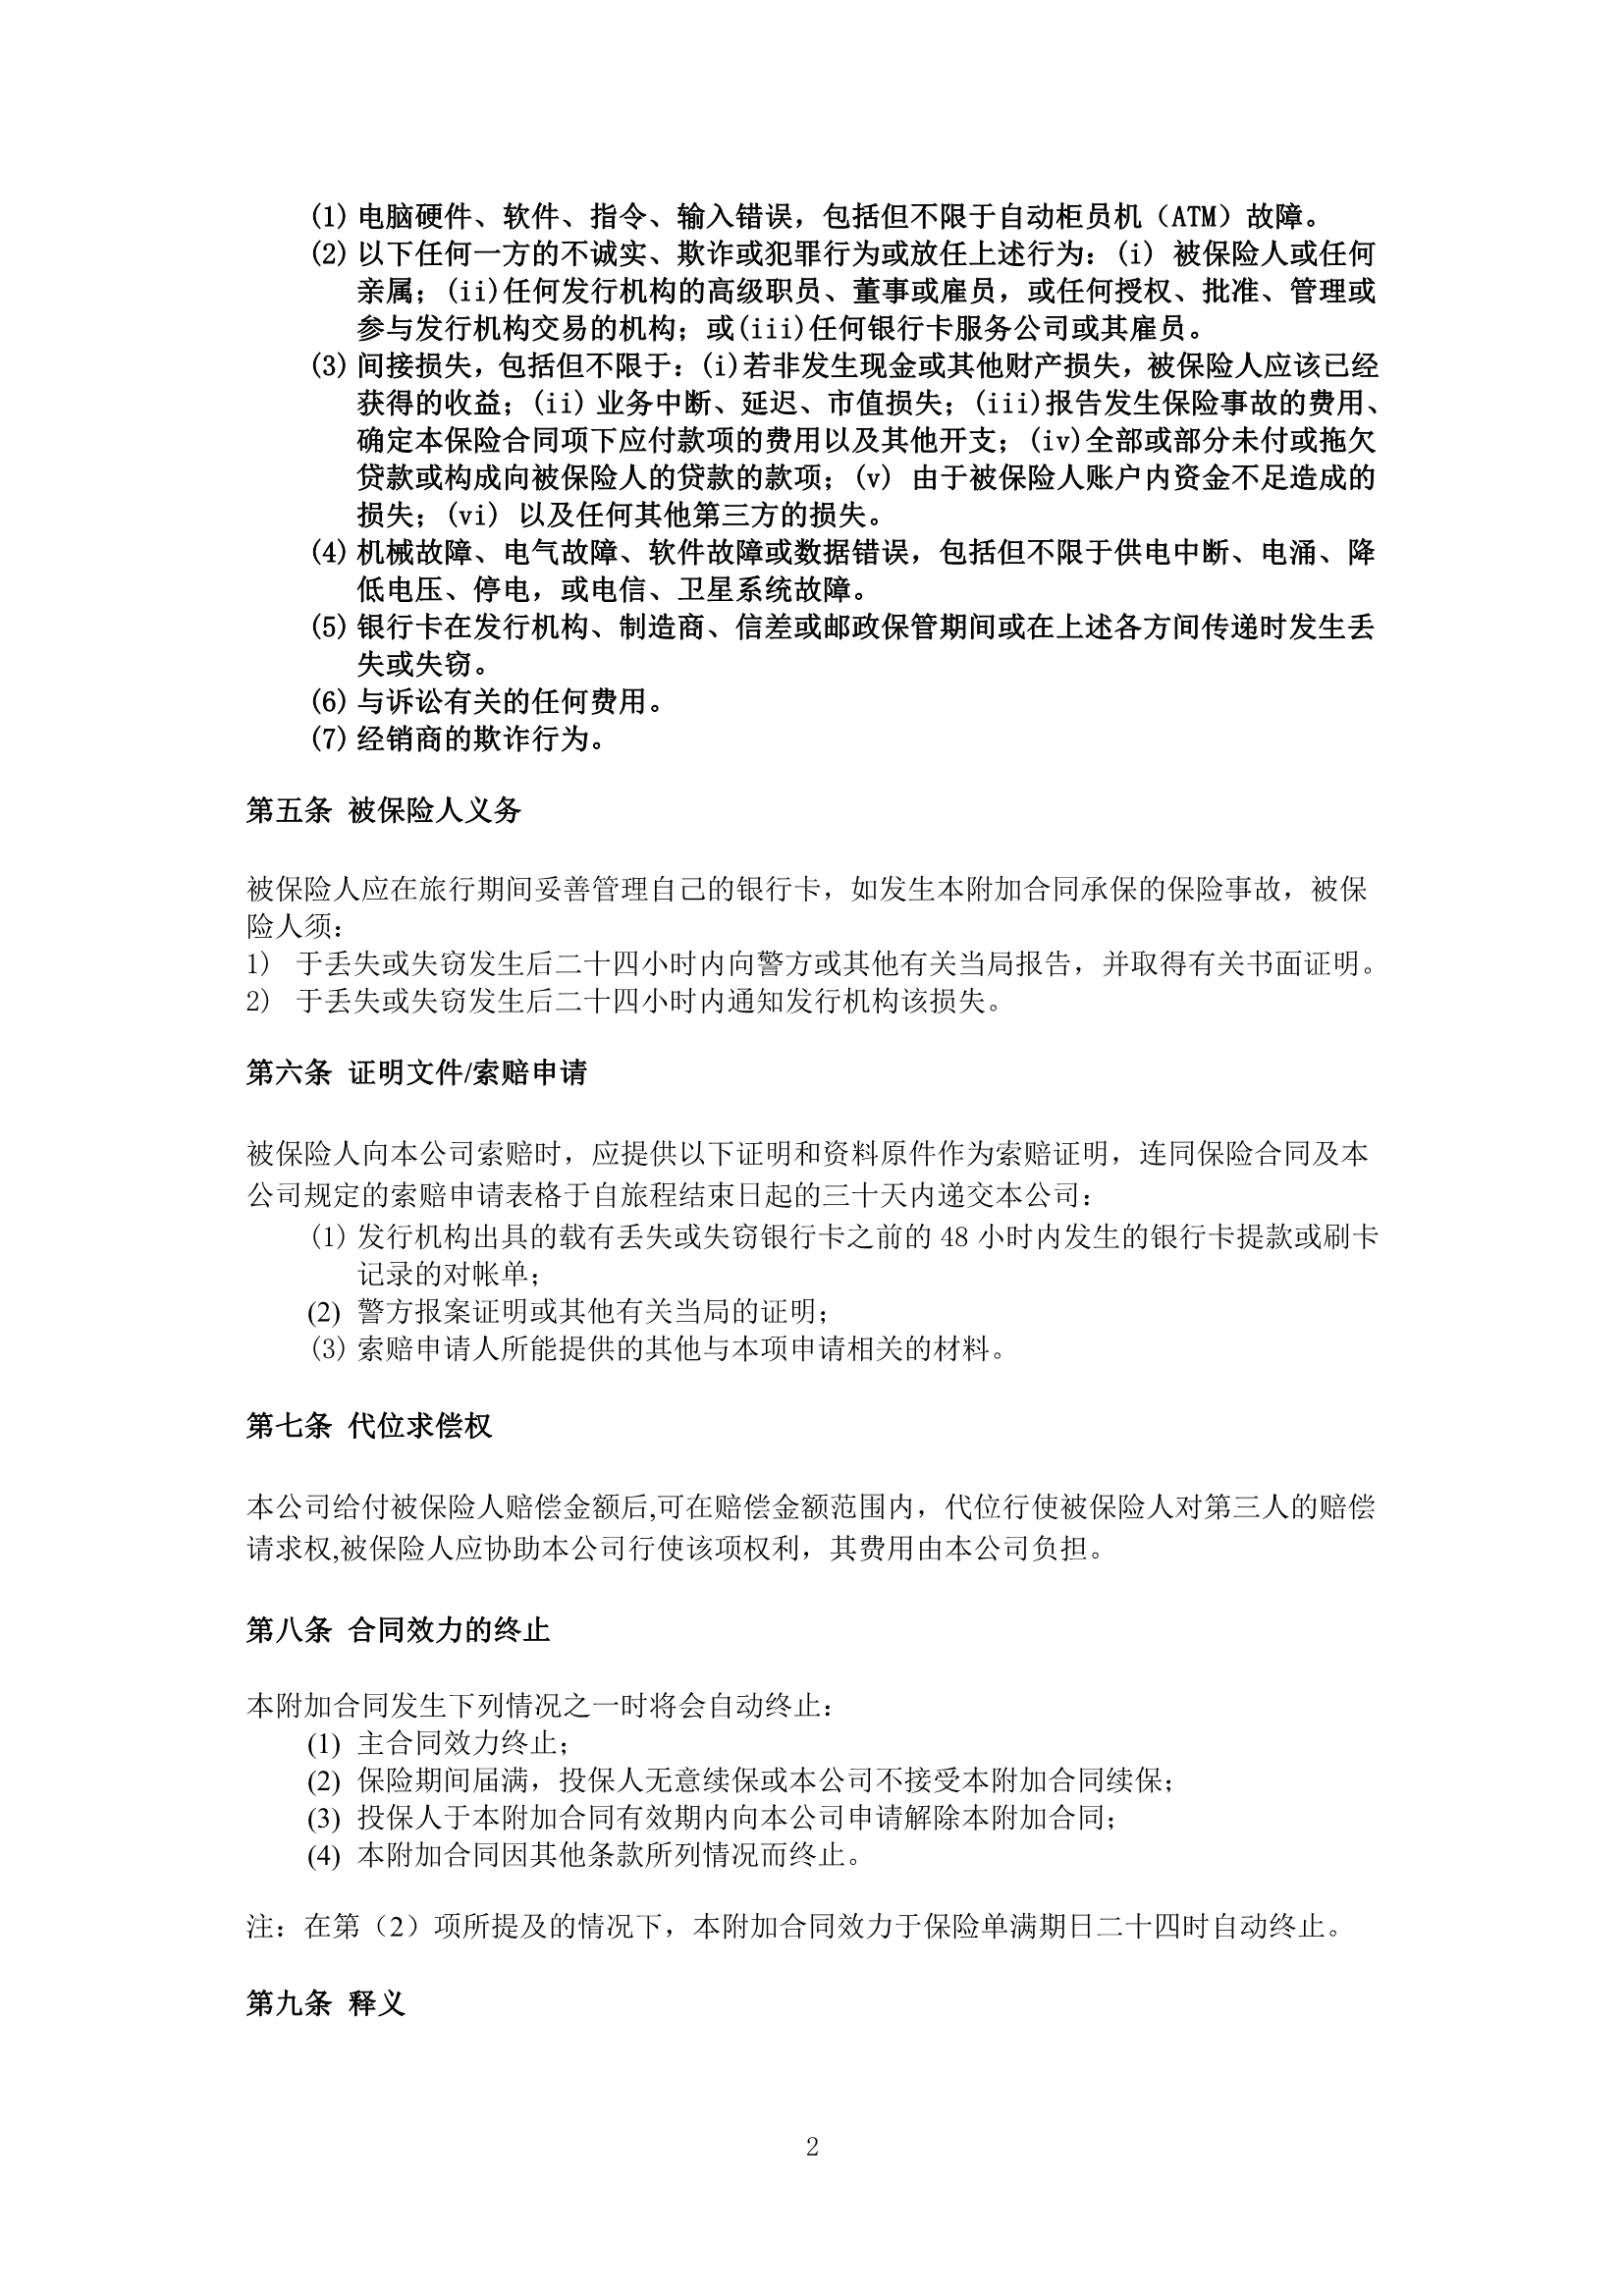 (1) 电脑硬件、软件、指令、输入错误，包括但不限于自动柜员机（ATM）故障。
(2) 以下任何一方的不诚实、欺诈或犯罪行为或放任上述行为：(i) 被保险人或任何
亲属；(ii)任何发行机构的高级职员、董事或雇员，或任何授权、批准、管理或
参与发行机构交易的机构；或(iii)任何银行卡服务公司或其雇员。
(3) 间接损失，包括但不限于：(i)若非发生现金或其他财产损失，被保险人应该已经
获得的收益；(ii) 业务中断、延迟、市值损失；(iii)报告发生保险事故的费用、
确定本保险合同项下应付款项的费用以及其他开支；(iv)全部或部分未付或拖欠
贷款或构成向被保险人的贷款的款项；(v) 由于被保险人账户内资金不足造成的
损失；(vi) 以及任何其他第三方的损失。
(4) 机械故障、电气故障、软件故障或数据错误，包括但不限于供电中断、电涌、降
低电压、停电，或电信、卫星系统故障。
(5) 银行卡在发行机构、制造商、信差或邮政保管期间或在上述各方间传递时发生丢
失或失窃。
(6) 与诉讼有关的任何费用。
(7) 经销商的欺诈行为。
第五条 被保险人义务
被保险人应在旅行期间妥善管理自己的银行卡，如发生本附加合同承保的保险事故，被保
险人须：
1) 于丢失或失窃发生后二十四小时内向警方或其他有关当局报告，并取得有关书面证明。
2) 于丢失或失窃发生后二十四小时内通知发行机构该损失。
第六条 证明文件/索赔申请
被保险人向本公司索赔时，应提供以下证明和资料原件作为索赔证明，连同保险合同及本
公司规定的索赔申请表格于自旅程结束日起的三十天内递交本公司：
(1) 发行机构出具的载有丢失或失窃银行卡之前的 48 小时内发生的银行卡提款或刷卡
记录的对帐单；
(2) 警方报案证明或其他有关当局的证明；
(3) 索赔申请人所能提供的其他与本项申请相关的材料。
第七条 代位求偿权
本公司给付被保险人赔偿金额后,可在赔偿金额范围内，代位行使被保险人对第三人的赔偿
请求权,被保险人应协助本公司行使该项权利，其费用由本公司负担。
第八条 合同效力的终止
本附加合同发生下列情况之一时将会自动终止：
(1) 主合同效力终止；
(2) 保险期间届满，投保人无意续保或本公司不接受本附加合同续保；
(3) 投保人于本附加合同有效期内向本公司申请解除本附加合同；
(4) 本附加合同因其他条款所列情况而终止。
注：在第（2）项所提及的情况下，本附加合同效力于保险单满期日二十四时自动终止。
第九条 释义
2